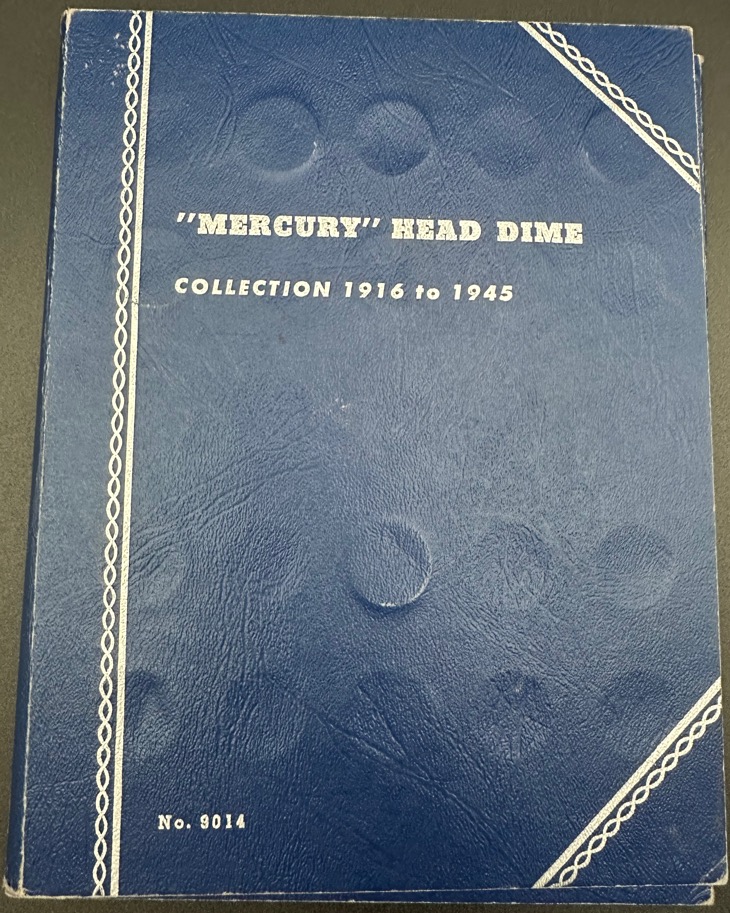 "MERCURY" HEAD DIME
COLLECTION 1916 to 1945
No. 9014